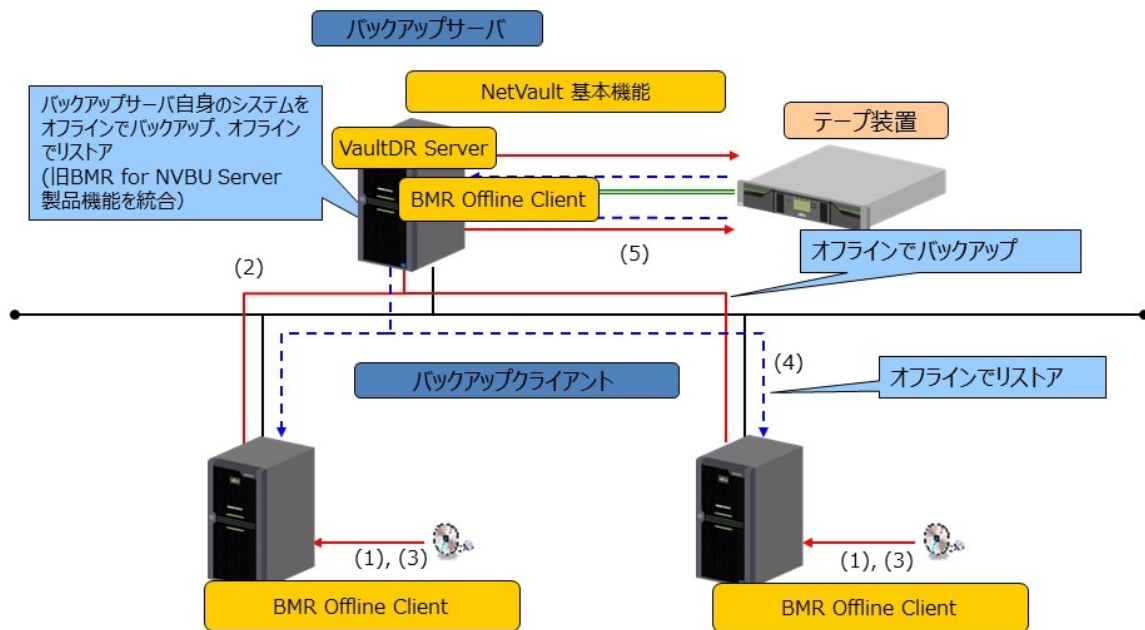 バックアップサーバ
NetVault 基本機能
バックアップサーバ自身のシステムを
オフラインでバックアップ、オフライン
でリストア
(旧BMR for NVBU Server
製品機能を統合)
VaultDR Server
BMR Offline Client
テープ装置
(5)
オフラインでバックアップ
(2)
バックアップクライアント
(4)
オフラインでリストア
(1), (3)
BMR Offline Client
(1), (3)
BMR Offline Client